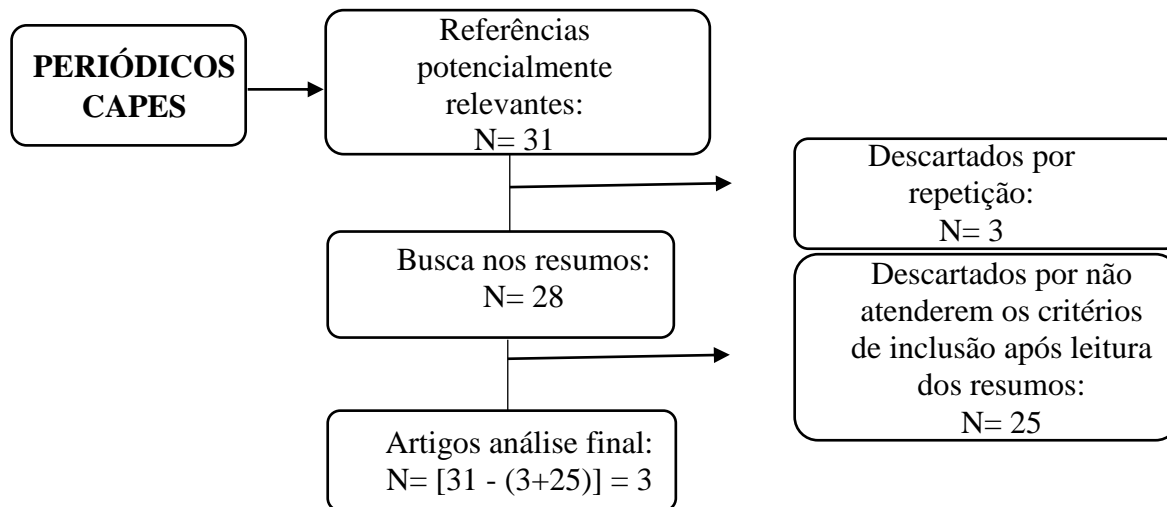 PERIÓDICOS
CAPES
Referências
potencialmente
relevantes:
N= 31
Descartados por
repetição:
N= 3
Busca nos resumos:
N= 28
Descartados por não
atenderem os critérios
de inclusão após leitura
dos resumos:
N= 25
Artigos análise final:
N= [31 - (3+25)] = 3